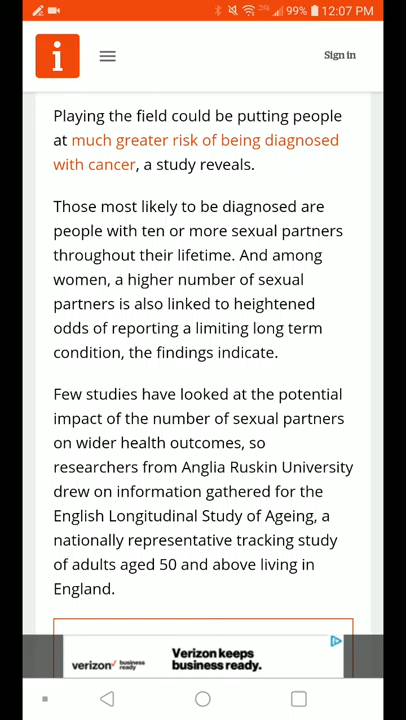 99% 12:07 PM
i
Sign in
Playing the field could be putting people
at much greater risk of being diagnosed
with cancer, a study reveals.
Those most likely to be diagnosed are
people with ten or more sexual partners
throughout their lifetime. And among
women, a higher number of sexual
partners is also linked to heightened
odds of reporting a limiting long term
condition, the findings indicate.
Few studies have looked at the potential
impact of the number of sexual partners
on wider health outcomes, so
researchers from Anglia Ruskin University
drew on information gathered for the
English Longitudinal Study of Ageing, a
nationally representative tracking study
of adults aged 50 and above living in
England.
verizon✓ business ready
Verizon keeps
business ready.